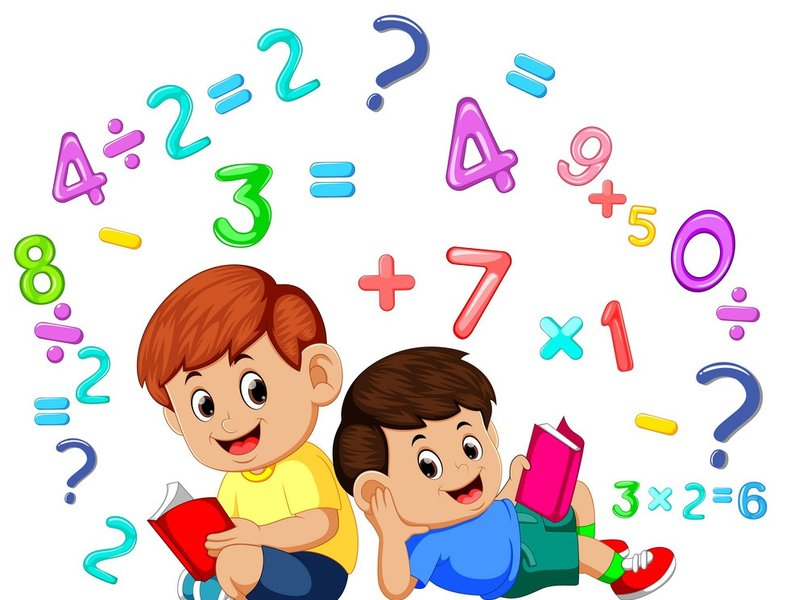 4 ÷ 2 = 2
?
=
3 = 4
9 + 5
0
÷
?
8 ÷ 2 = ?
−
+ 7
× 1
−
3 × 2 = 6
2